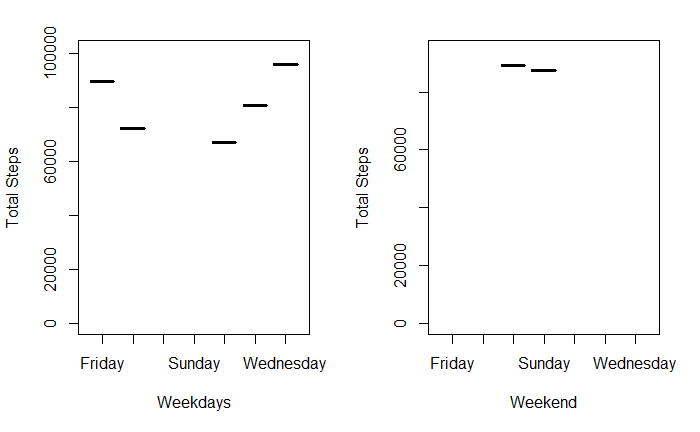 Total Steps
100000
60000
20000
0
Friday Sunday Wednesday
Weekdays
Total Steps
60000
20000
0
Friday Sunday Wednesday
Weekend